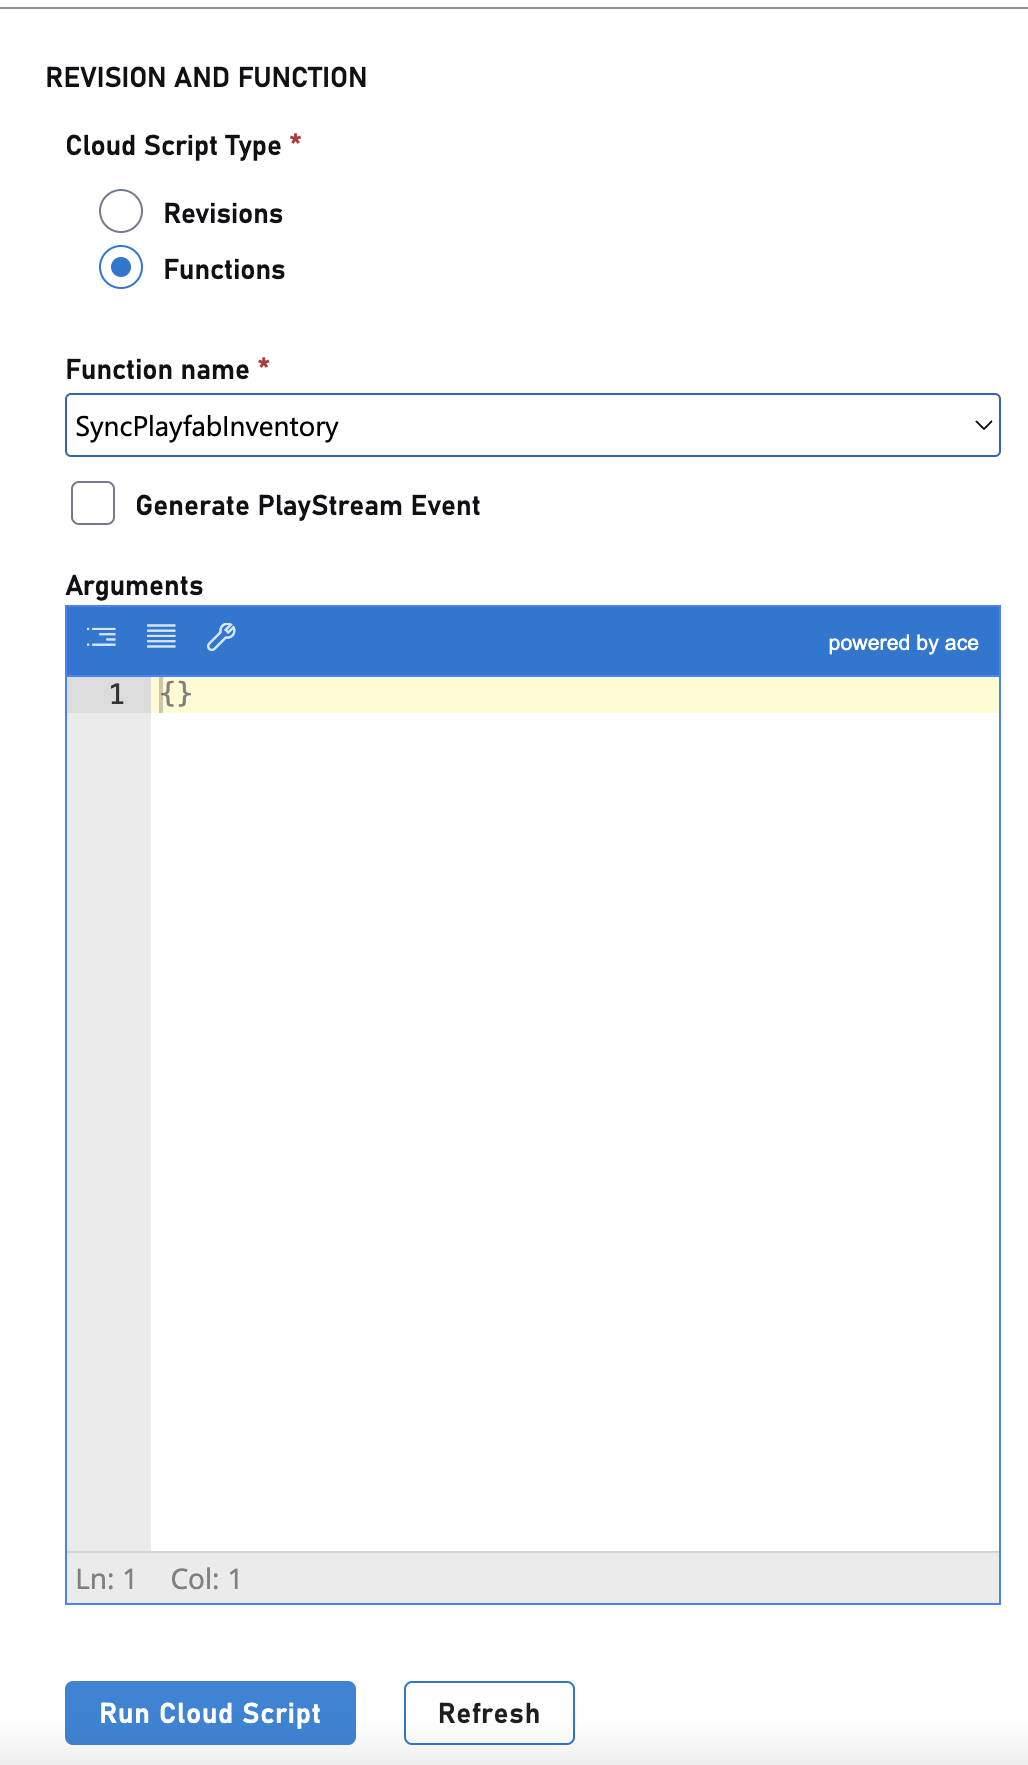 REVISION AND FUNCTION
Cloud Script Type *
Revisions
Functions
Function name *
SyncPlayfabInventory
Generate PlayStream Event
Arguments
powered by ace
1 {}
Ln: 1 Col: 1
Run Cloud Script Refresh